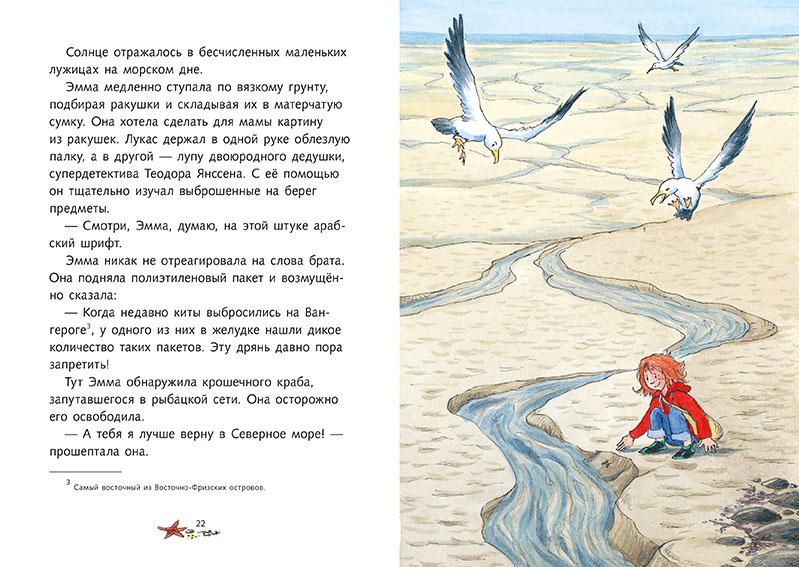 Солнце отражалось в бесчисленных маленьких
лужицах на морском дне.
Эмма медленно ступала по вязкому грунту,
подбирая ракушки и складывая их в матерчатую
сумку. Она хотела сделать для мамы картину
из ракушек. Лукас держал в одной руке облезлую
палку, а в другой — лупу двоюродного дедушки,
супердетектива Теодора Янссена. С её помощью
он тщательно изучал выброшенные на берег
предметы.
— Смотри, Эмма, думаю, на этой штуке араб-
ский шрифт.
Эмма никак не отреагировала на слова брата.
Она подняла полиэтиленовый пакет и возмущён-
но сказала:
— Когда недавно киты выбросились на Ван-
героге³, у одного из них в желудке нашли дикое
количество таких пакетов. Эту дрянь давно пора
запретить!
Тут Эмма обнаружила крошечного краба,
запутавшегося в рыбацкой сети. Она осторожно
его освободила.
— А тебя я лучше верну в Северное море! —
прошептала она.
³ Самый восточный из Восточно-Фризских островов.
22